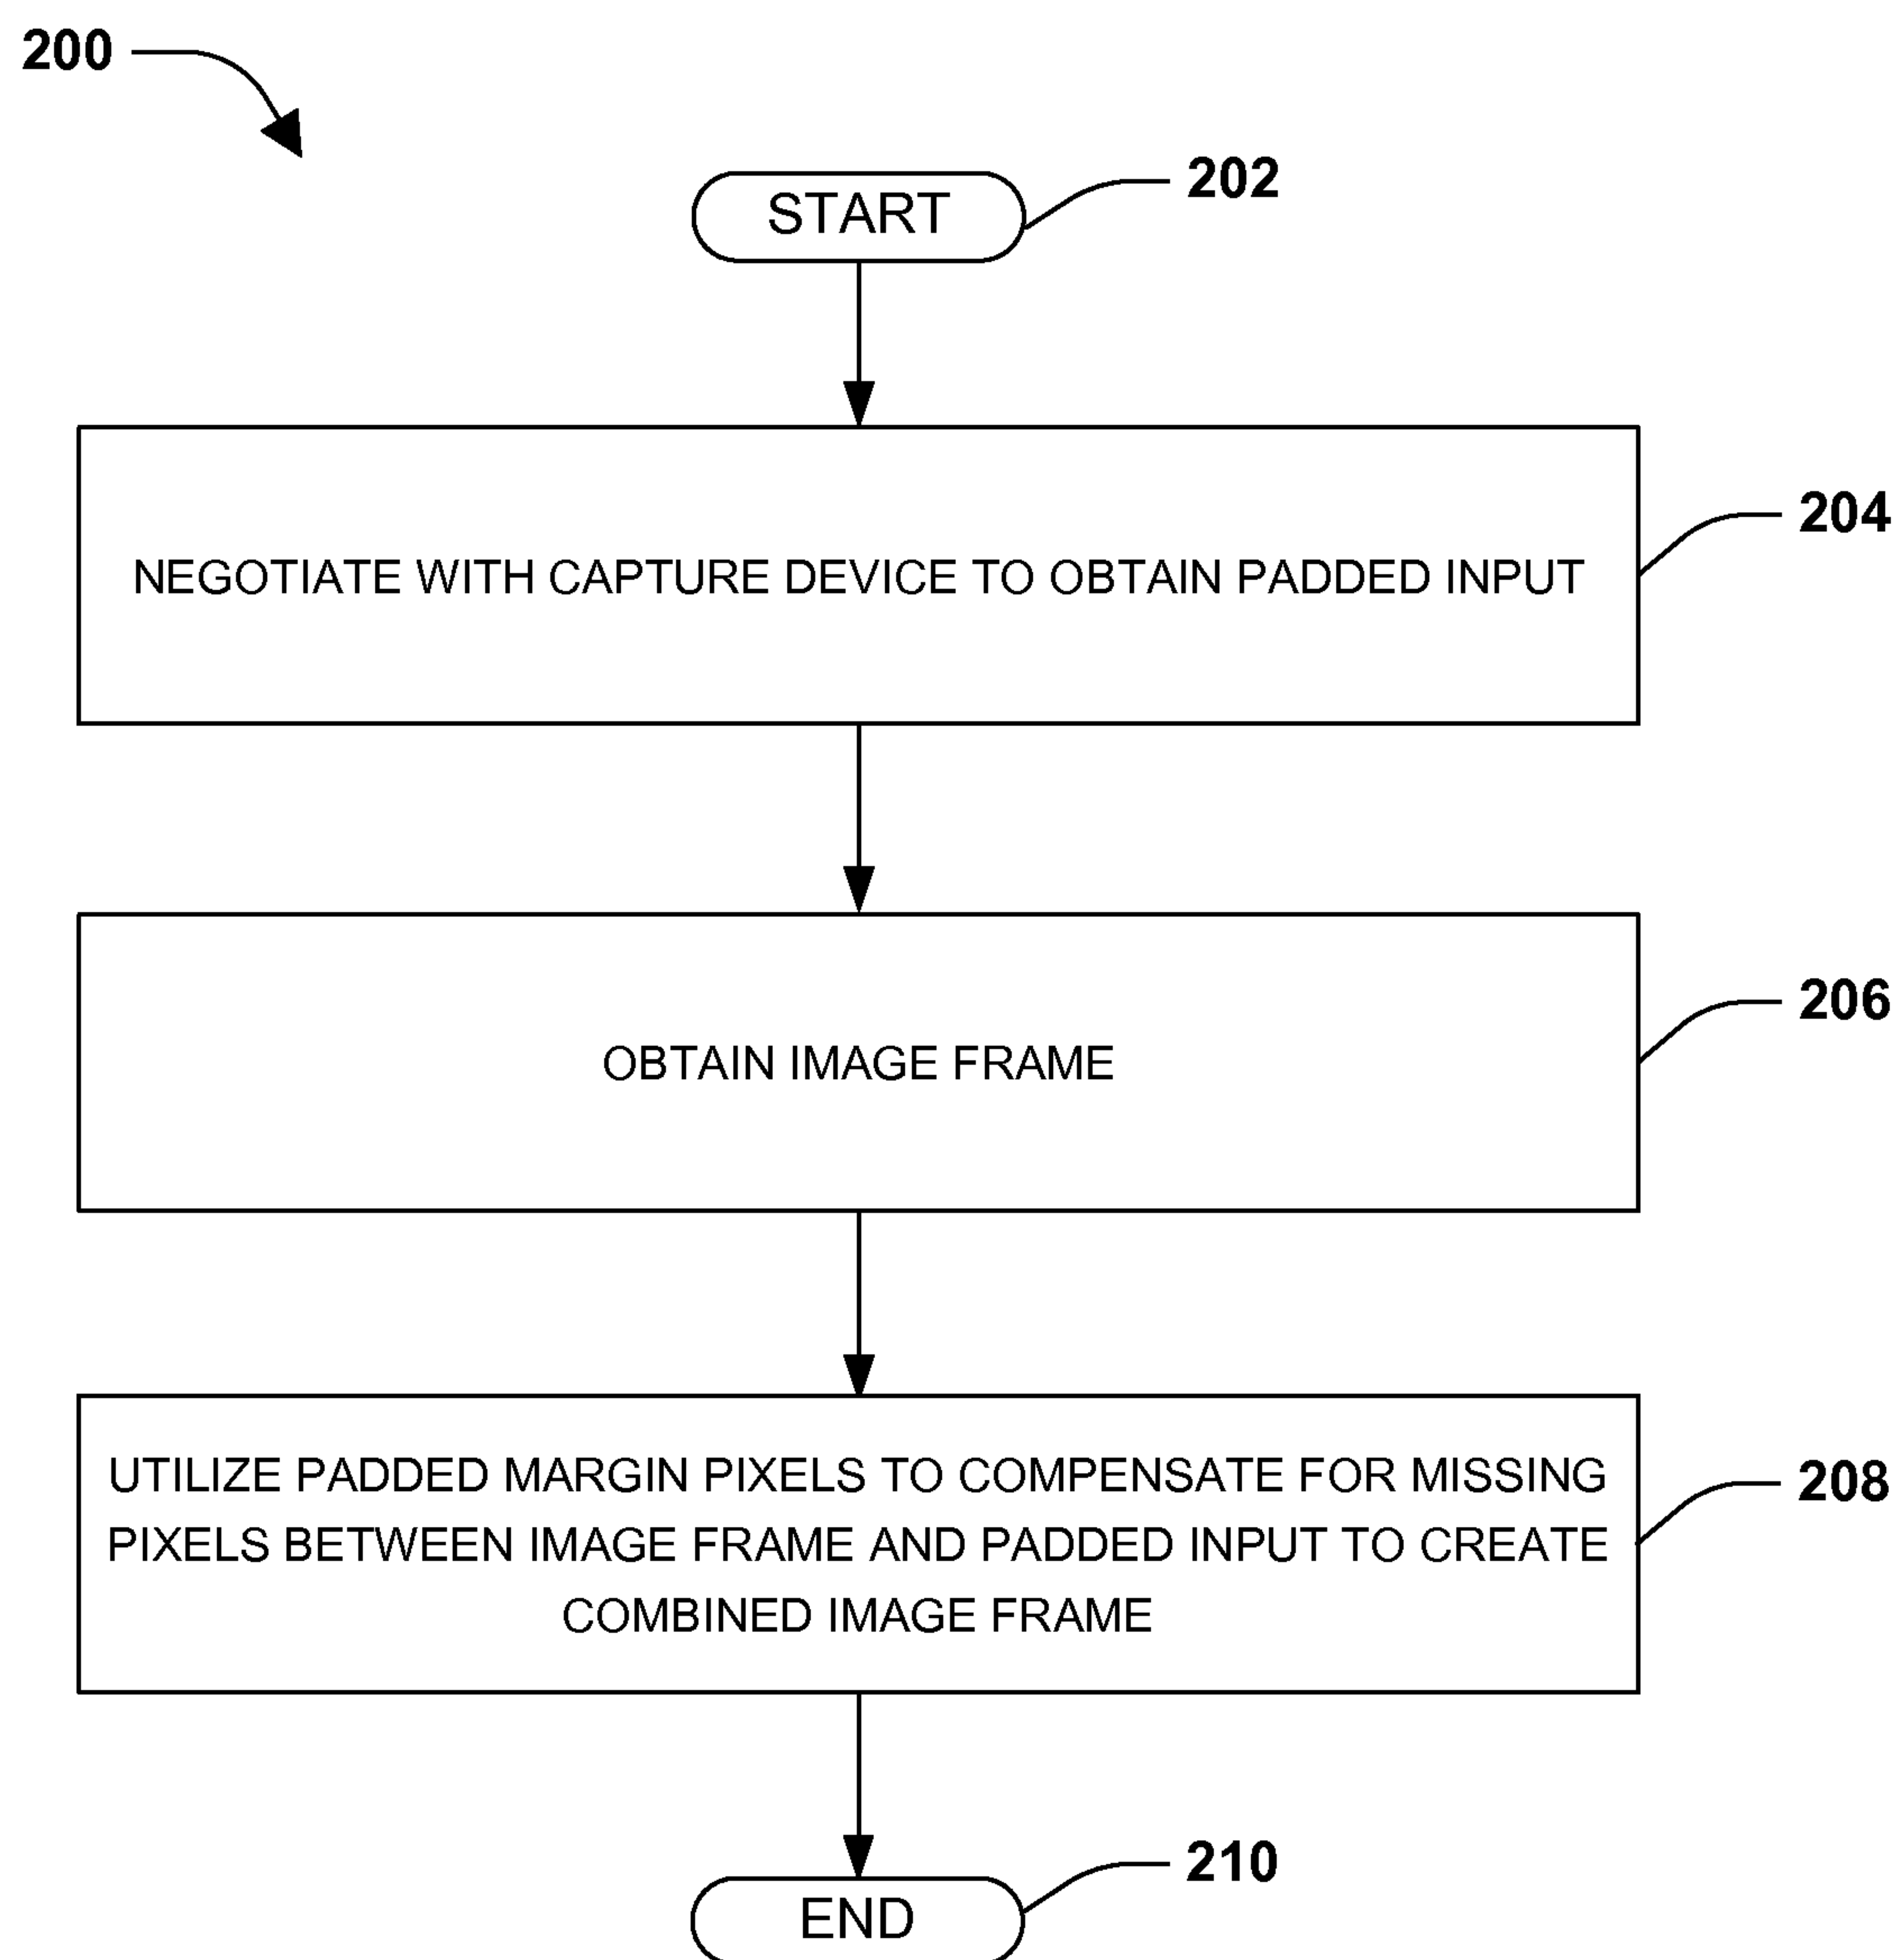 200
START
202
NEGOTIATE WITH CAPTURE DEVICE TO OBTAIN PADDED INPUT
204
OBTAIN IMAGE FRAME
206
UTILIZE PADDED MARGIN PIXELS TO COMPENSATE FOR MISSING
PIXELS BETWEEN IMAGE FRAME AND PADDED INPUT TO CREATE
COMBINED IMAGE FRAME
208
END
210